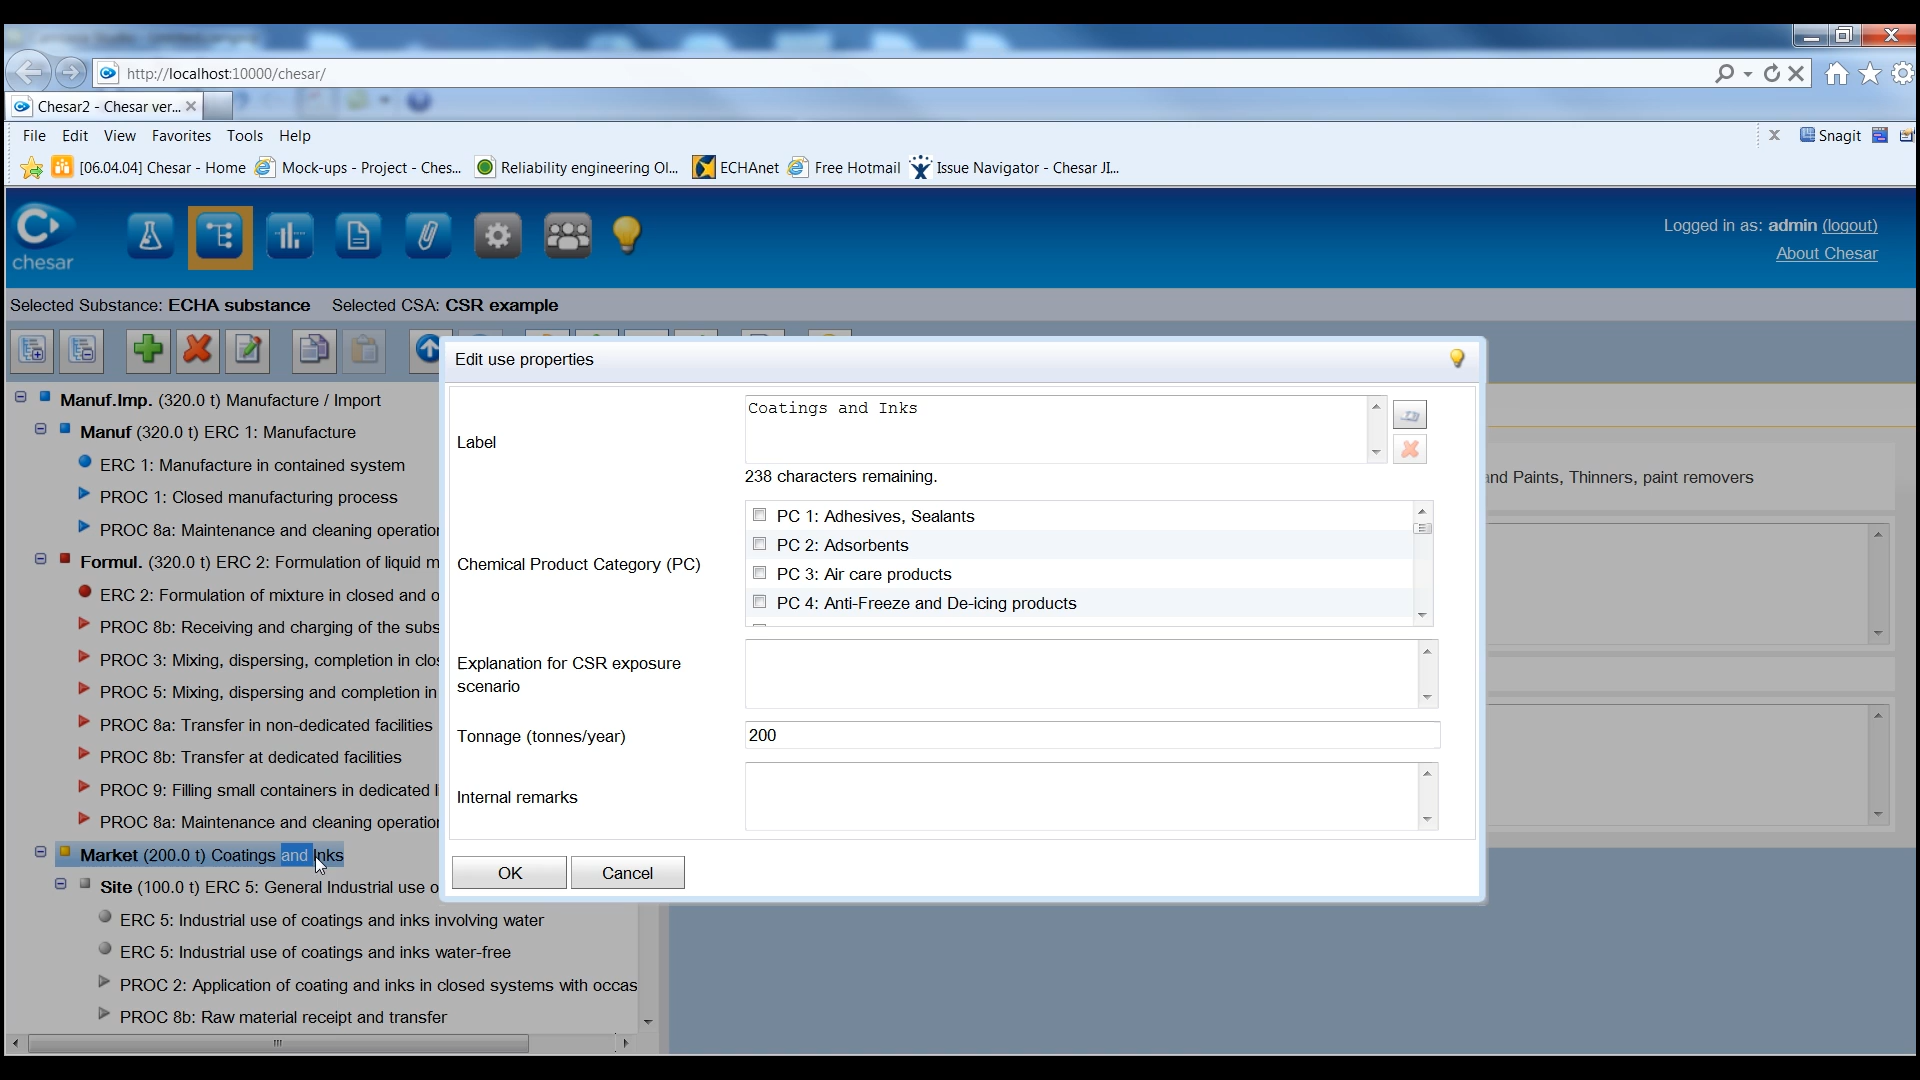 http://localhost:10000/chesar/
Chesar2 - Chesar ver...
File Edit View Favorites Tools Help
Snagit
[06.04.04] Chesar - Home Mock-ups - Project - Ches... Reliability engineering Ol... ECHAnet Free Hotmail Issue Navigator - Chesar JI...
chesar
Logged in as: admin (logout)
About Chesar
Selected Substance: ECHA substance Selected CSA: CSR example
Manuf.Imp. (320.0 t) Manufacture / Import
Manuf (320.0 t) ERC 1: Manufacture
ERC 1: Manufacture in contained system
PROC 1: Closed manufacturing process
PROC 8a: Maintenance and cleaning operation
Formul. (320.0 t) ERC 2: Formulation of liquid m
ERC 2: Formulation of mixture in closed and o
PROC 8b: Receiving and charging of the subs
PROC 3: Mixing, dispersing, completion in clos
PROC 5: Mixing, dispersing and completion in
PROC 8a: Transfer in non-dedicated facilities
PROC 8b: Transfer at dedicated facilities
PROC 9: Filling small containers in dedicated l
PROC 8a: Maintenance and cleaning operation
Market (200.0 t) Coatings and Inks
Site (100.0 t) ERC 5: General Industrial use o
ERC 5: Industrial use of coatings and inks involving water
ERC 5: Industrial use of coatings and inks water-free
PROC 2: Application of coating and inks in closed systems with occas
PROC 8b: Raw material receipt and transfer
Edit use properties
Label
Coatings and Inks
238 characters remaining.
Chemical Product Category (PC)
PC 1: Adhesives, Sealants
PC 2: Adsorbents
PC 3: Air care products
PC 4: Anti-Freeze and De-icing products
Explanation for CSR exposure
scenario
Tonnage (tonnes/year)
200
Internal remarks
OK Cancel
and Paints, Thinners, paint removers